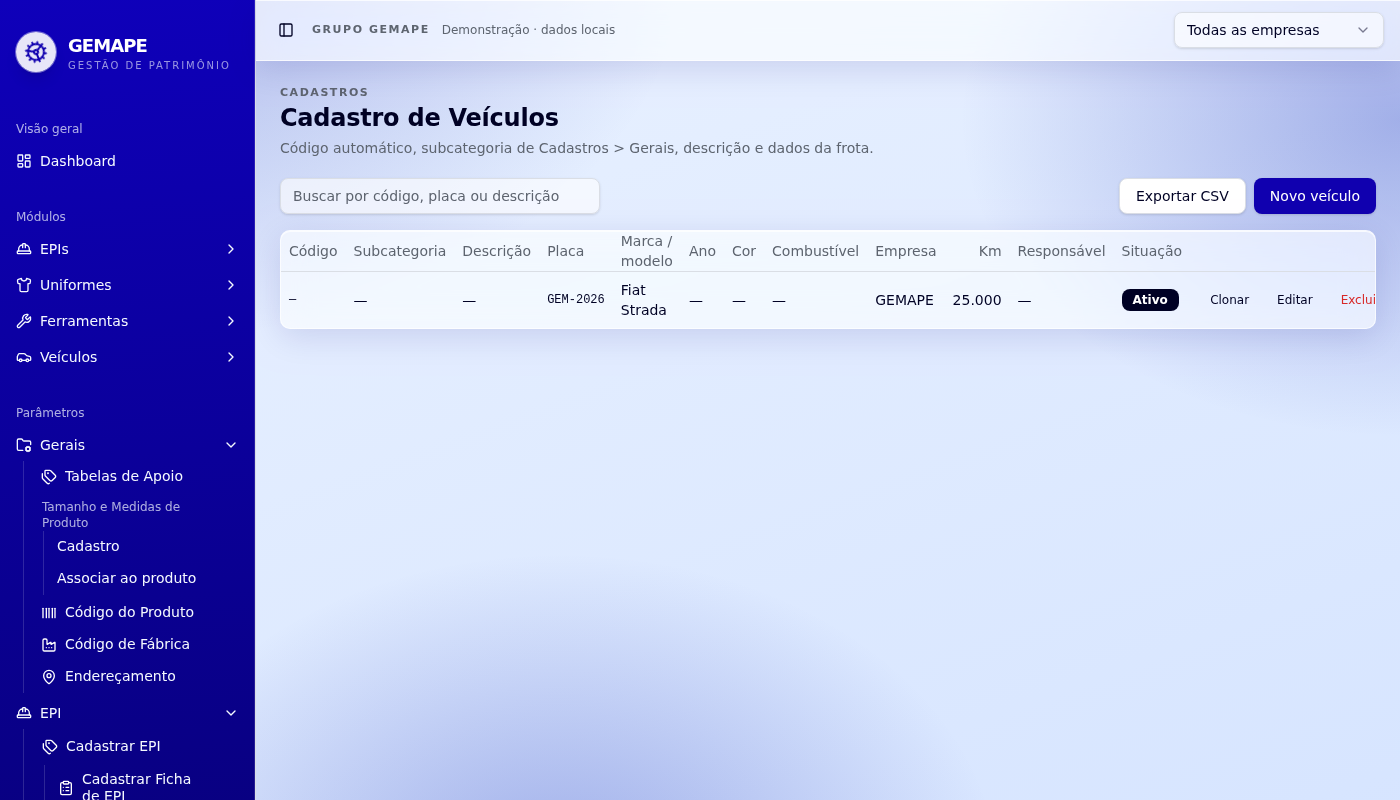 GEMAPE
GESTÃO DE PATRIMÔNIO
Visão geral
Dashboard
Módulos
EPIs
Uniformes
Ferramentas
Veículos
Parâmetros
Gerais
Tabelas de Apoio
Tamanho e Medidas de
Produto
Cadastro
Associar ao produto
Código do Produto
Código de Fábrica
Endereçamento
EPI
Cadastrar EPI
Cadastrar Ficha
de EPI
GRUPO GEMAPE Demonstração · dados locais
Todas as empresas
CADASTROS
Cadastro de Veículos
Código automático, subcategoria de Cadastros > Gerais, descrição e dados da frota.
Buscar por código, placa ou descrição
Exportar CSV
Novo veículo
Código Subcategoria Descrição Placa Marca / modelo Ano Cor Combustível Empresa Km Responsável Situação
— — — GEM-2026 Fiat Strada — — — GEMAPE 25.000 — Ativo Clonar Editar Exclui